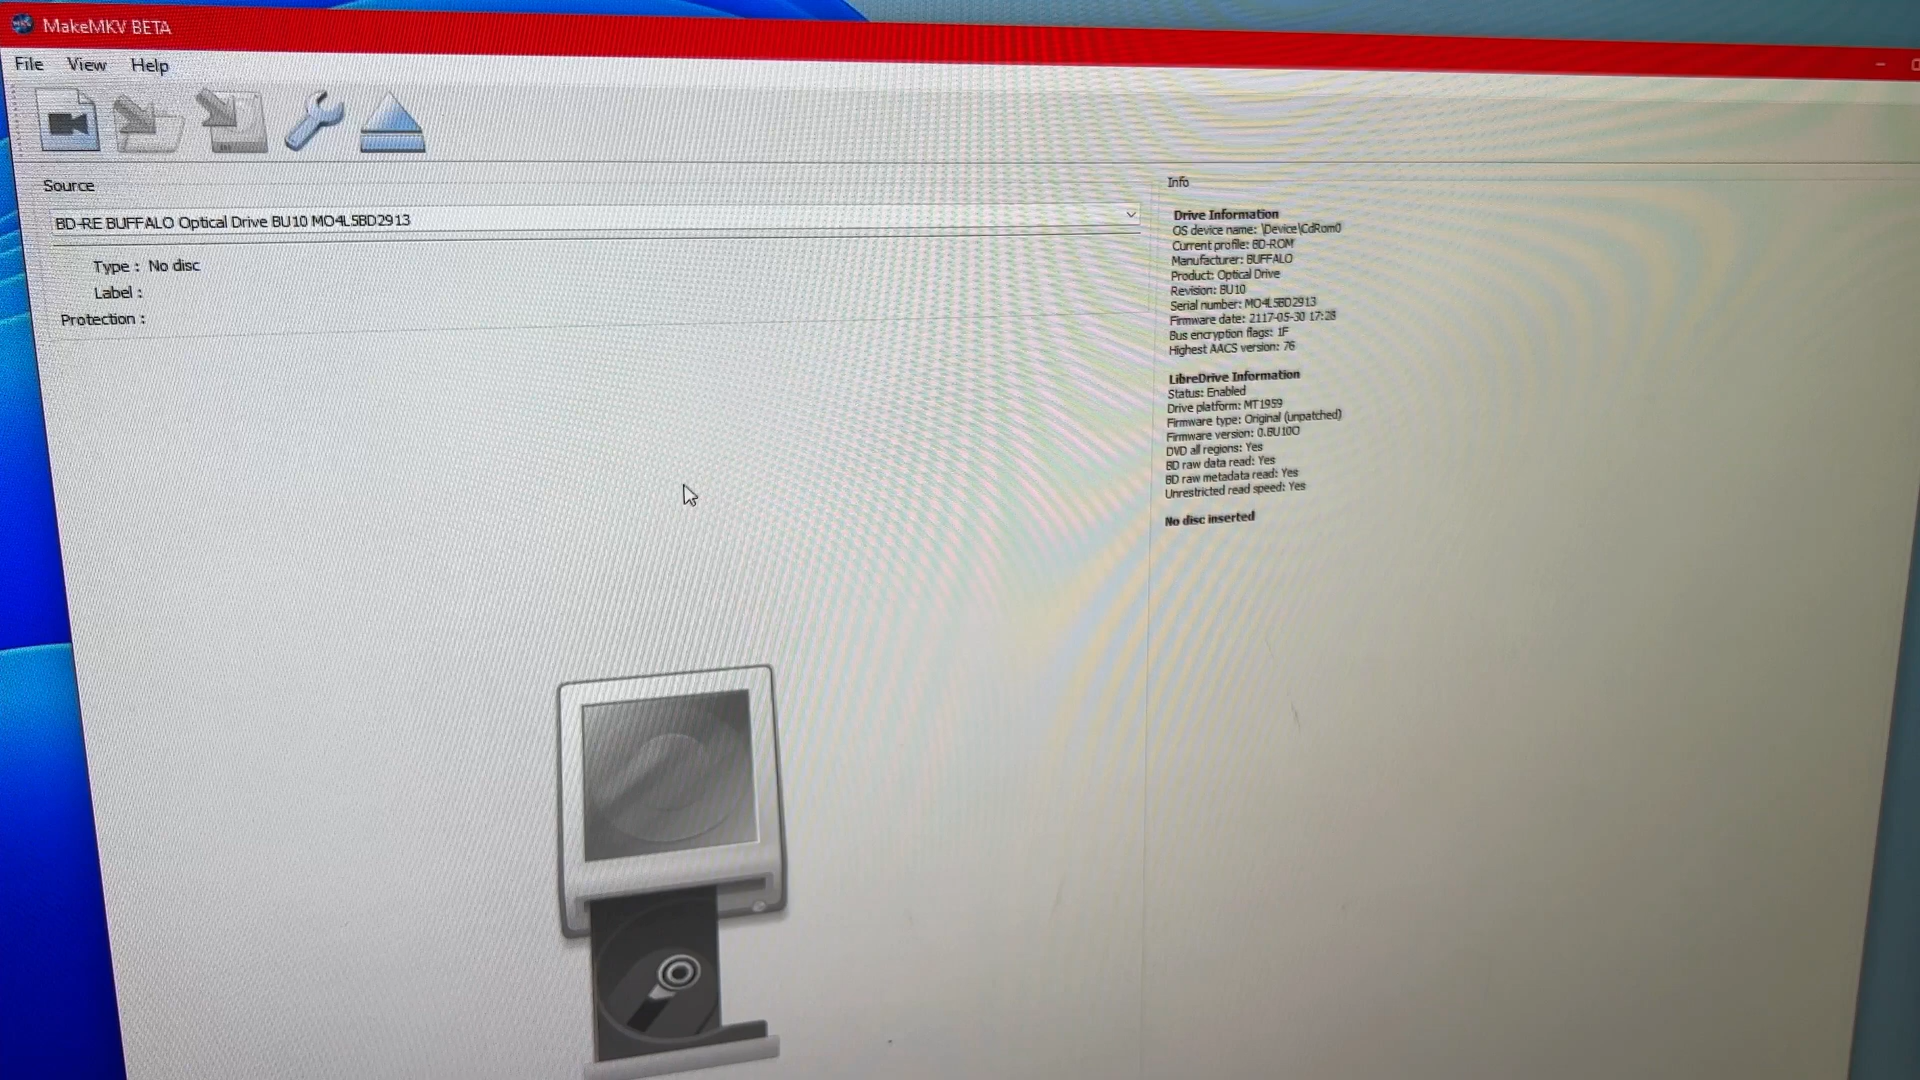 MakeMKV BETA
File View Help
Source
BD-RE BUFFALO Optical Drive BU10 MO4L5BD2913
Type : No disc
Label :
Protection :
Info
Drive Information
OS device name: \Device\CdRom0
Current profile: BD-ROM
Manufacturer: BUFFALO
Product: Optical Drive
Revision: BU10
Serial number: MO4L5BD2913
Firmware date: 2117-05-30 17:28
Bus encryption flags: 1F
Highest AACS version: 76
LibreDrive Information
Status: Enabled
Drive platform: MT1959
Firmware type: Original (unpatched)
Firmware version: 0.BU10O
DVD all regions: Yes
BD raw data read: Yes
BD raw metadata read: Yes
Unrestricted read speed: Yes
No disc inserted